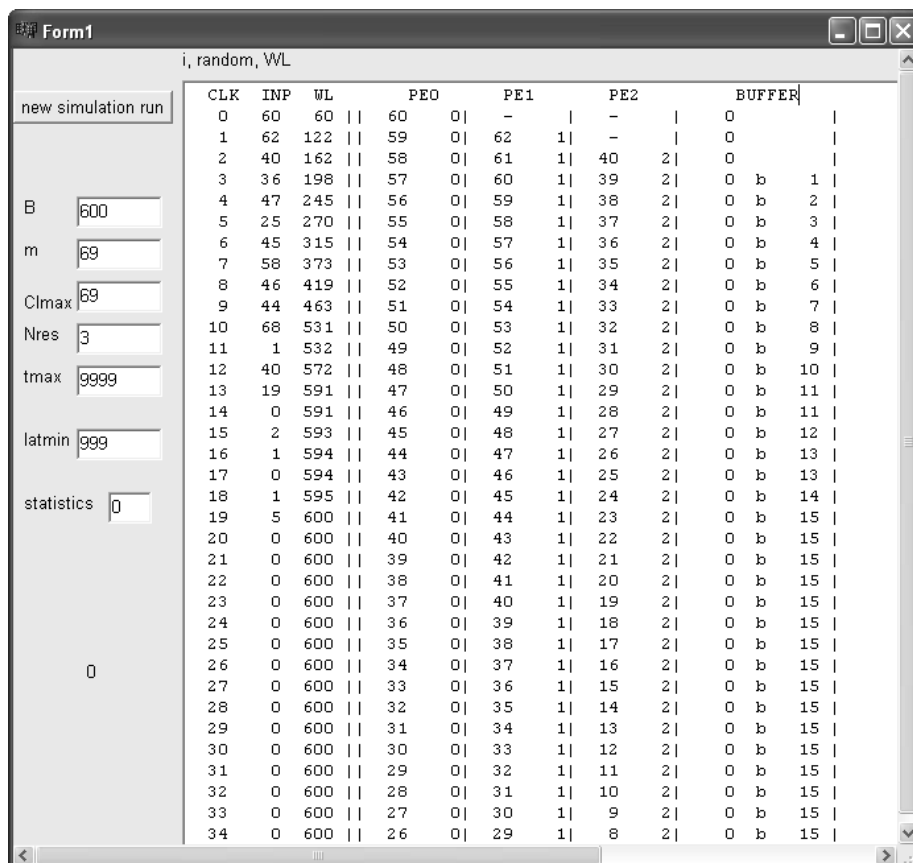 Form1
i, random, WL
new simulation run
B 600
m 69
Clmax 69
Nres 3
tmax 9999
latmin 999
statistics 0
0
CLK INP WL PE0 PE1 PE2 BUFFER
0 60 60 || 60 0| - | - | 0 |
1 62 122 || 59 0| 62 1| - | 0 |
2 40 162 || 58 0| 61 1| 40 2| 0 |
3 36 198 || 57 0| 60 1| 39 2| 0 b 1 |
4 47 245 || 56 0| 59 1| 38 2| 0 b 2 |
5 25 270 || 55 0| 58 1| 37 2| 0 b 3 |
6 45 315 || 54 0| 57 1| 36 2| 0 b 4 |
7 58 373 || 53 0| 56 1| 35 2| 0 b 5 |
8 46 419 || 52 0| 55 1| 34 2| 0 b 6 |
9 44 463 || 51 0| 54 1| 33 2| 0 b 7 |
10 68 531 || 50 0| 53 1| 32 2| 0 b 8 |
11 1 532 || 49 0| 52 1| 31 2| 0 b 9 |
12 40 572 || 48 0| 51 1| 30 2| 0 b 10 |
13 19 591 || 47 0| 50 1| 29 2| 0 b 11 |
14 0 591 || 46 0| 49 1| 28 2| 0 b 11 |
15 2 593 || 45 0| 48 1| 27 2| 0 b 12 |
16 1 594 || 44 0| 47 1| 26 2| 0 b 13 |
17 0 594 || 43 0| 46 1| 25 2| 0 b 13 |
18 1 595 || 42 0| 45 1| 24 2| 0 b 14 |
19 5 600 || 41 0| 44 1| 23 2| 0 b 15 |
20 0 600 || 40 0| 43 1| 22 2| 0 b 15 |
21 0 600 || 39 0| 42 1| 21 2| 0 b 15 |
22 0 600 || 38 0| 41 1| 20 2| 0 b 15 |
23 0 600 || 37 0| 40 1| 19 2| 0 b 15 |
24 0 600 || 36 0| 39 1| 18 2| 0 b 15 |
25 0 600 || 35 0| 38 1| 17 2| 0 b 15 |
26 0 600 || 34 0| 37 1| 16 2| 0 b 15 |
27 0 600 || 33 0| 36 1| 15 2| 0 b 15 |
28 0 600 || 32 0| 35 1| 14 2| 0 b 15 |
29 0 600 || 31 0| 34 1| 13 2| 0 b 15 |
30 0 600 || 30 0| 33 1| 12 2| 0 b 15 |
31 0 600 || 29 0| 32 1| 11 2| 0 b 15 |
32 0 600 || 28 0| 31 1| 10 2| 0 b 15 |
33 0 600 || 27 0| 30 1| 9 2| 0 b 15 |
34 0 600 || 26 0| 29 1| 8 2| 0 b 15 |